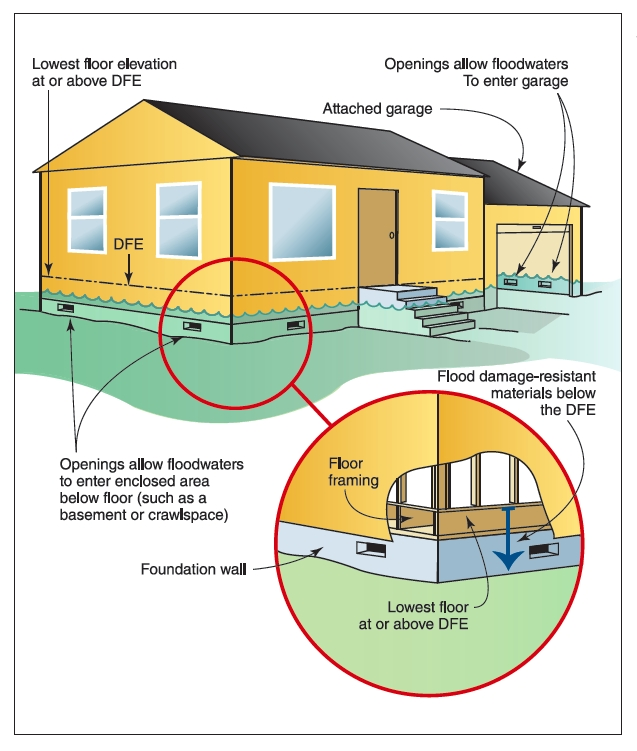 Lowest floor elevation
at or above DFE
Openings allow floodwaters
To enter garage
Attached garage
DFE
Flood damage-resistant
materials below
the DFE
Openings allow floodwaters
to enter enclosed area
below floor (such as a
basement or crawlspace)
Floor
framing
Foundation wall
Lowest floor
at or above DFE